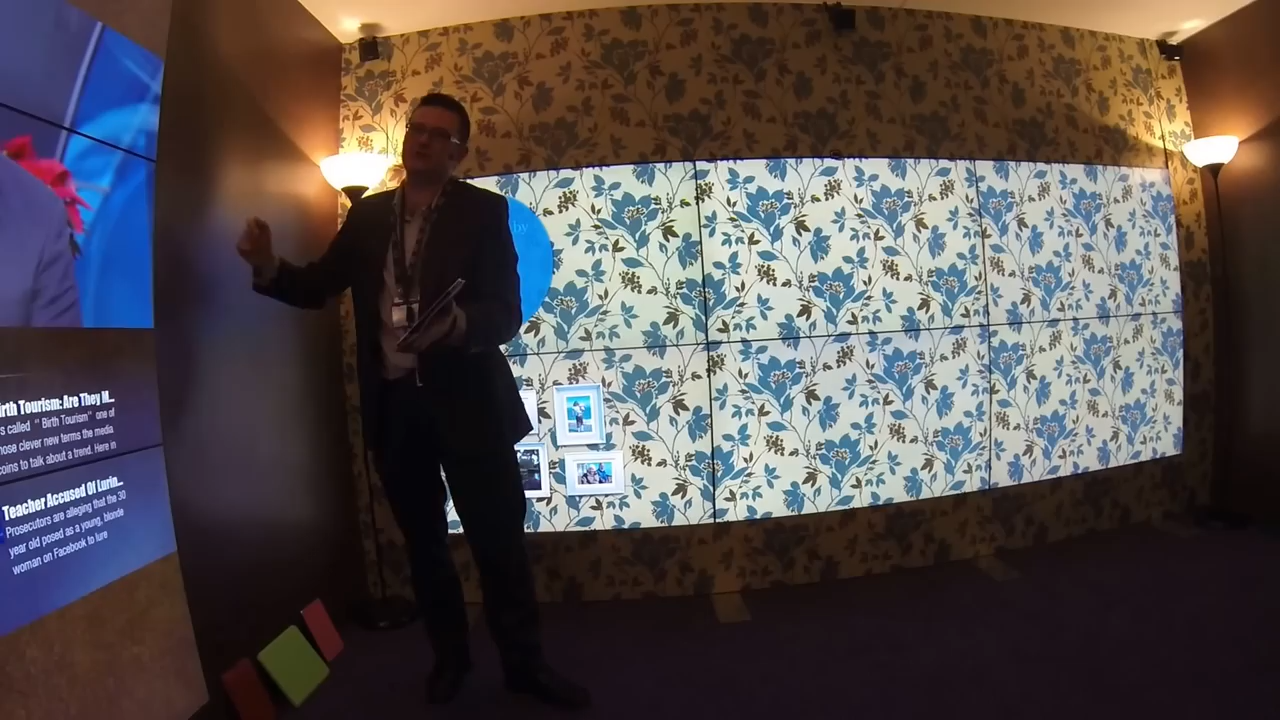 irth Tourism: Are They M...
s called " Birth Tourism" one of
hose clever new terms the media
coins to talk about a trend. Here in
Teacher Accused Of Lurin...
Prosecutors are alleging that the 30
year old posed as a young, blonde
woman on Facebook to lure
by